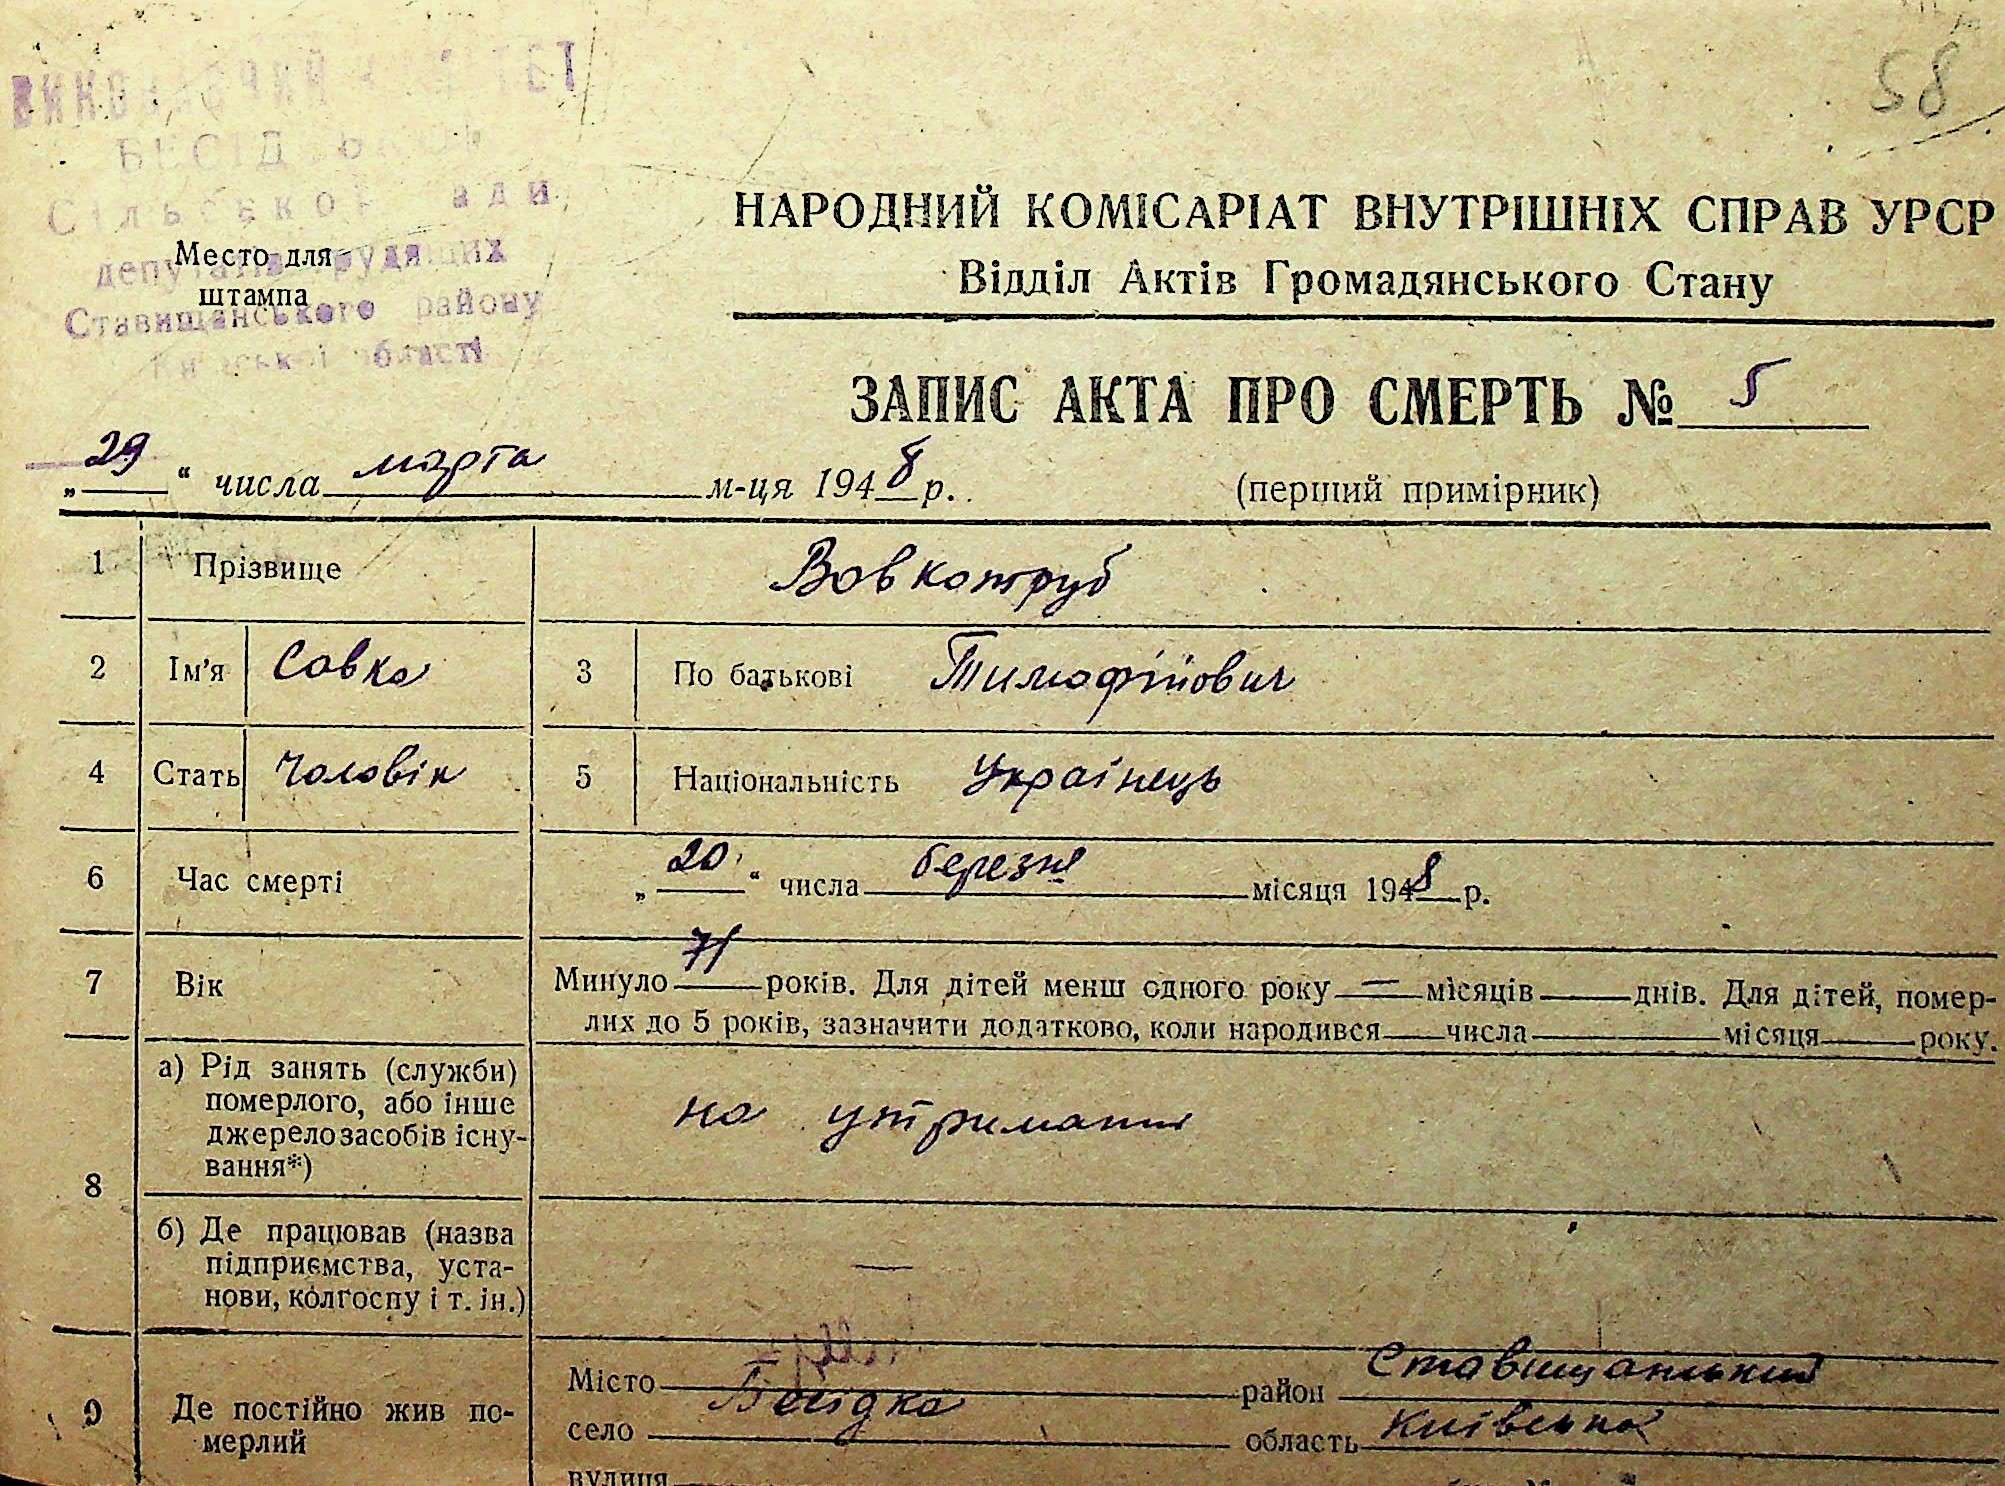 58
ВИКОНАВЧИЙ КОМІТЕТ
БЕСІДСЬКОЇ
Сільської Ради
депутатів трудящих
Ставищанського району
Київської області
Место для
штампа
НАРОДНИЙ КОМІСАРІАТ ВНУТРІШНІХ СПРАВ УРСР
Відділ Актів Громадянського Стану
ЗАПИС АКТА ПРО СМЕРТЬ № 5
„29“ числа марта м-ця 1948 р.
(перший примірник)
1 Прізвище Вовкотруб
2 Ім'я Совка 3 По батькові Тимофійович
4 Стать Чоловік 5 Національність Українець
6 Час смерті „20“ числа березня місяця 1948 р.
7 Вік Минуло 71 років. Для дітей менш одного року — місяців днів. Для дітей, помер-
лих до 5 років, зазначити додатково, коли народився числа місяця року.
8 а) Рід занять (служби)
померлого, або інше
джерело засобів існу-
вання*)
на утриманні
б) Де працював (назва
підприємства, уста-
нови, колгоспу і т. ін.)
—
9 Де постійно жив по-
мерлий
Місто район Ставищанський
село Бесідка область Київська
вулиця